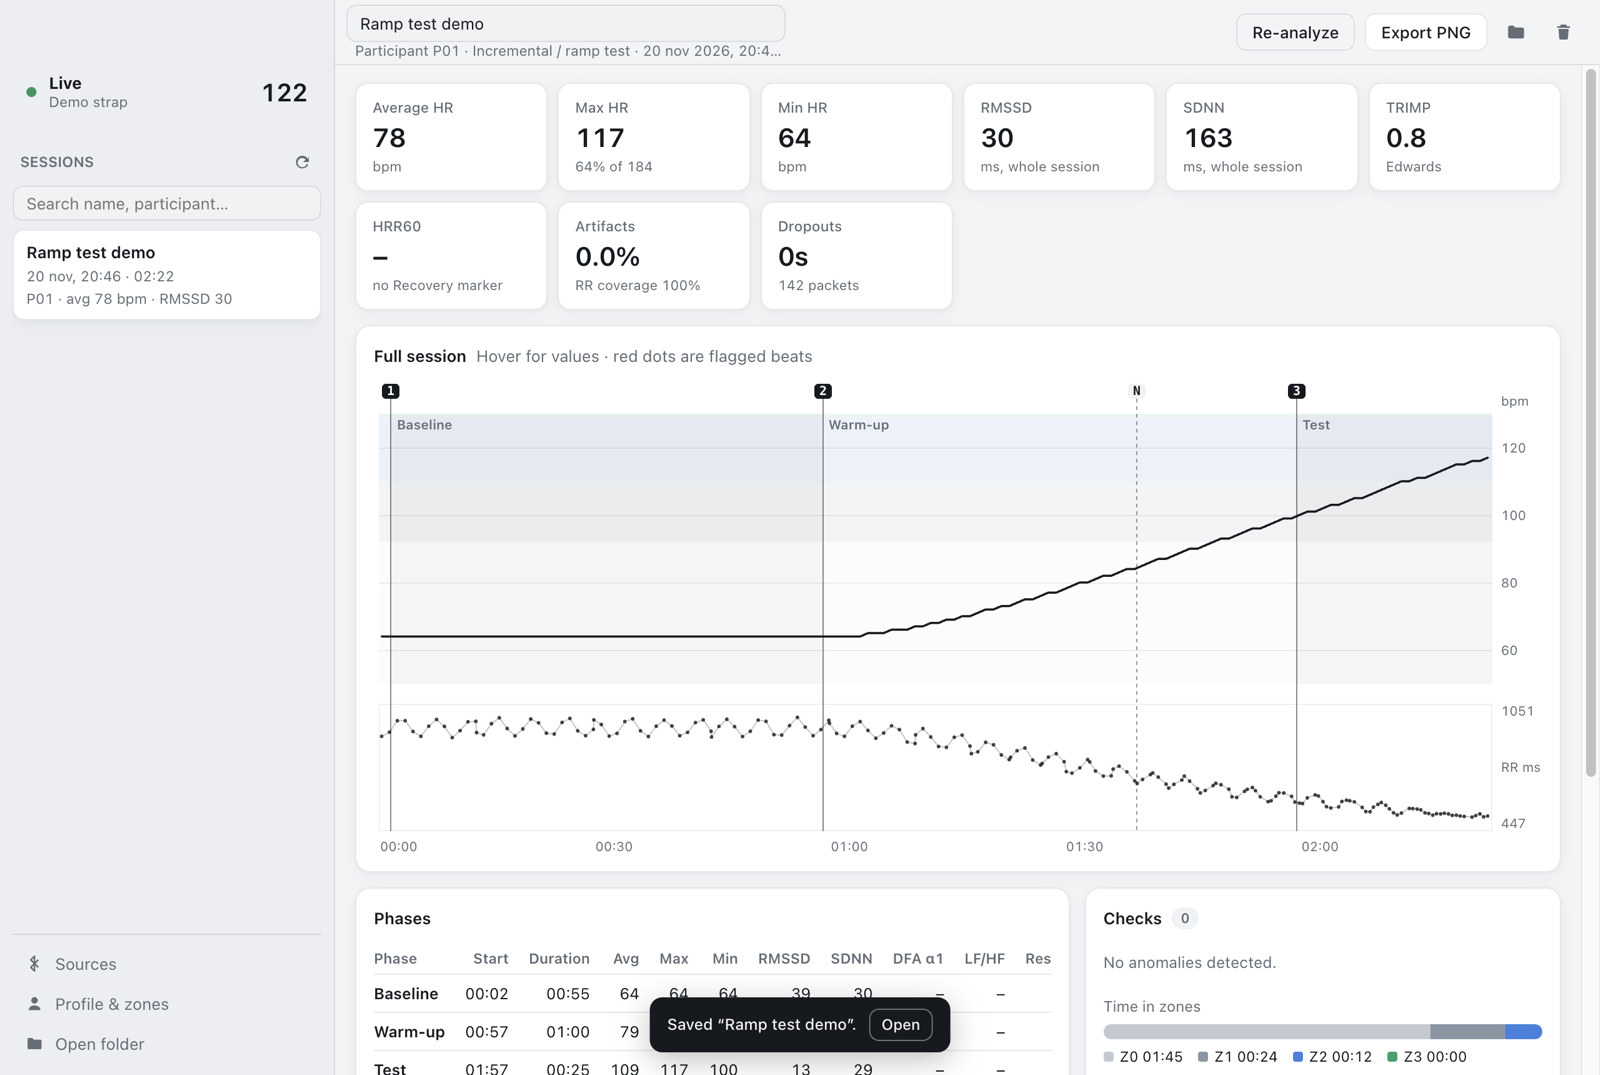 Ramp test demo
Participant P01 · Incremental / ramp test · 20 nov 2026, 20:4...
Re-analyze
Export PNG
Live
Demo strap
122
SESSIONS
Search name, participant...
Ramp test demo
20 nov, 20:46 · 02:22
P01 · avg 78 bpm · RMSSD 30
Sources
Profile & zones
Open folder
Average HR
78
bpm
Max HR
117
64% of 184
Min HR
64
bpm
RMSSD
30
ms, whole session
SDNN
163
ms, whole session
TRIMP
0.8
Edwards
HRR60
–
no Recovery marker
Artifacts
0.0%
RR coverage 100%
Dropouts
0s
142 packets
Full session Hover for values · red dots are flagged beats
1 2 N 3
bpm
Baseline Warm-up Test
120
100
80
60
1051
RR ms
447
00:00 00:30 01:00 01:30 02:00
Phases
Phase Start Duration Avg Max Min RMSSD SDNN DFA α1 LF/HF Res
Baseline 00:02 00:55 64 64 64 39 30 – –
Warm-up 00:57 01:00 79 –
Test 01:57 00:25 109 117 100 13 29 – –
Saved “Ramp test demo”. Open
Checks 0
No anomalies detected.
Time in zones
Z0 01:45 Z1 00:24 Z2 00:12 Z3 00:00